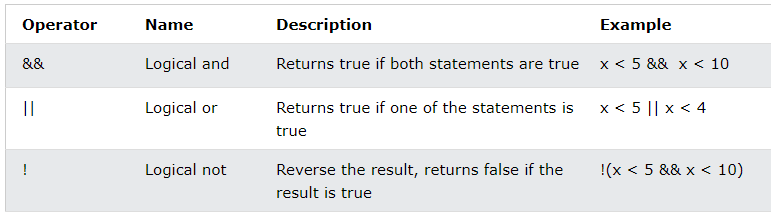 Operator Name Description Example
&& Logical and Returns true if both statements are true x < 5 &&  x < 10
|| Logical or Returns true if one of the statements is true x < 5 || x < 4
! Logical not Reverse the result, returns false if the result is true !(x < 5 && x < 10)